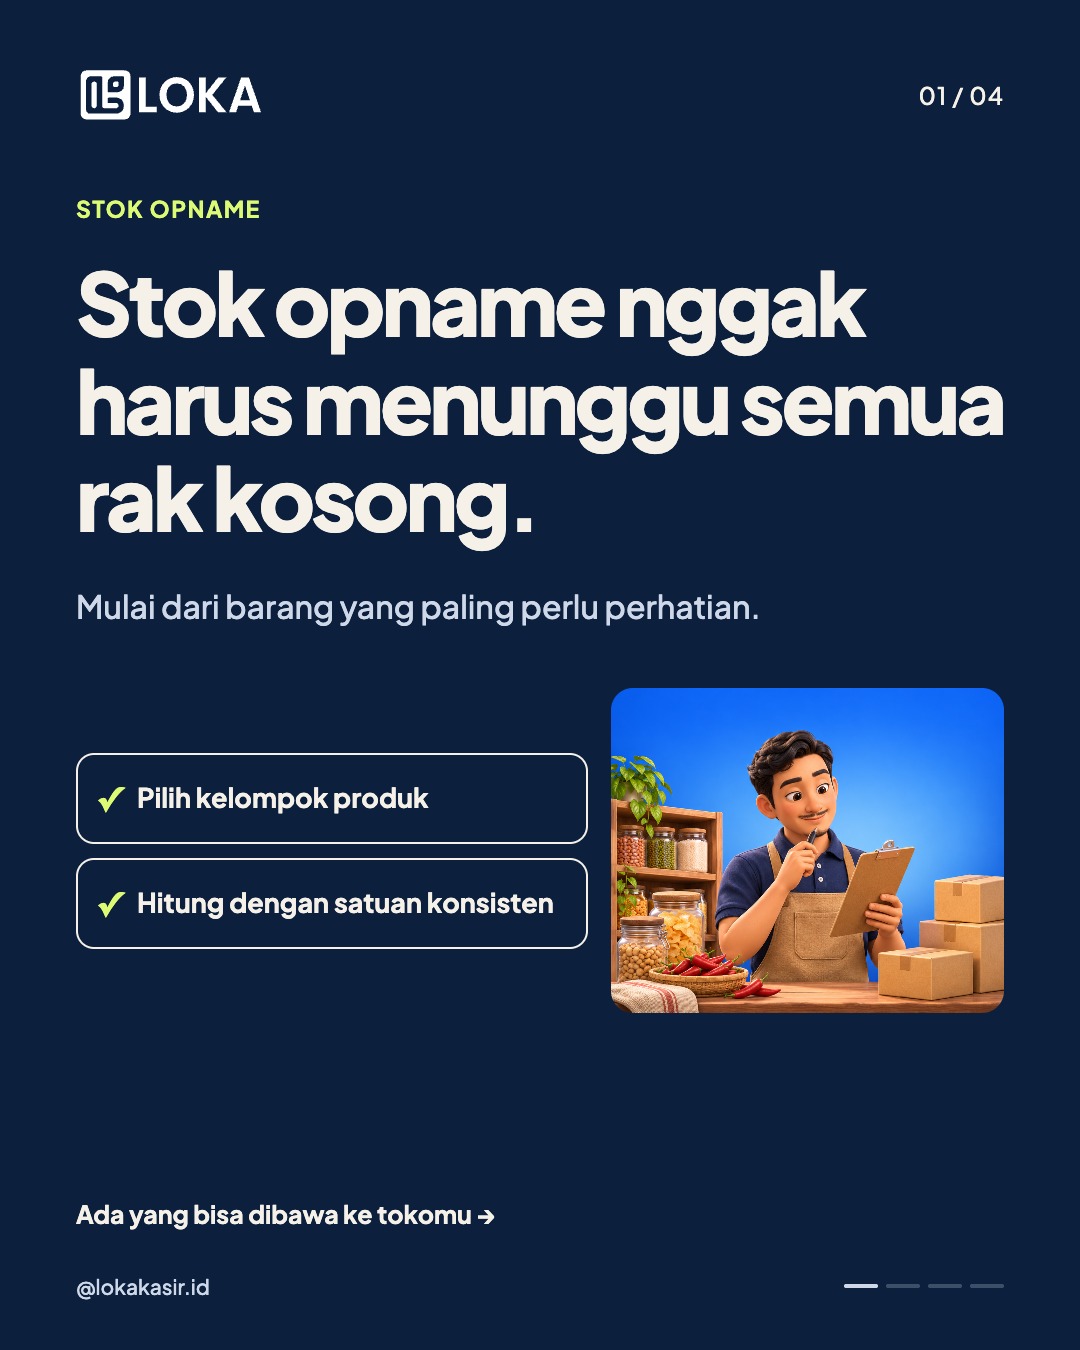 LOKA
01 / 04
STOK OPNAME
Stok opname nggak
harus menunggu semua
rak kosong.
Mulai dari barang yang paling perlu perhatian.
✓ Pilih kelompok produk
✓ Hitung dengan satuan konsisten
Ada yang bisa dibawa ke tokomu →
@lokakasir.id